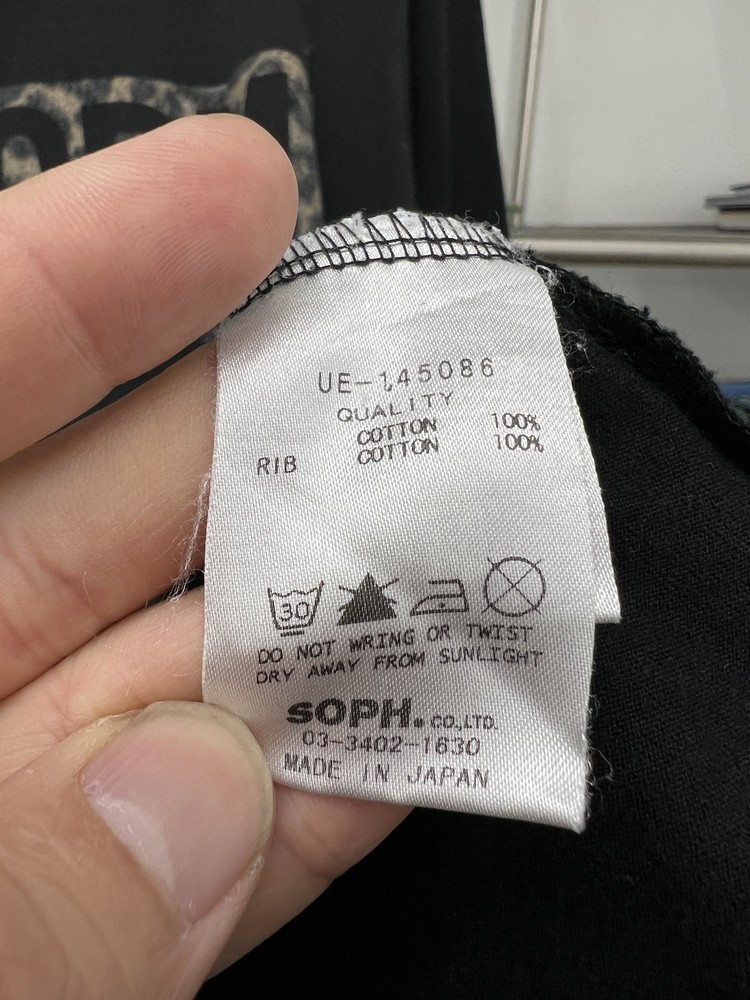 UE-145086
QUALITY
COTTON 100%
RIB COTTON 100%
30
DO NOT WRING OR TWIST
DRY AWAY FROM SUNLIGHT
SOPH. CO.,LTD.
03-3402-1630
MADE IN JAPAN